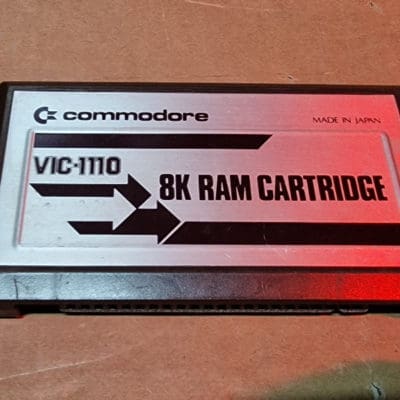 commodore
MADE IN JAPAN
VIC-1110
8K RAM CARTRIDGE